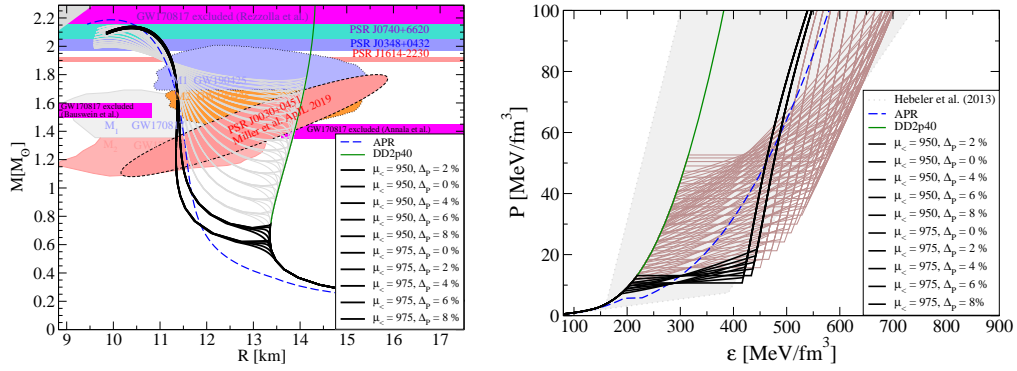 GW170817 excluded (Rezzolla et al.)
PSR J0740+6620
PSR J0348+0432
PSR J1614-2230
M1 GW190425
GW170817 excluded
(Bauswein et al.)
PSR J0030+0451
Miller et al. ApJL 2019
GW170817 excluded (Annala et al.)
M1 GW170817
M2
2.2
2
1.8
1.6
1.4
1.2
1
0.8
0.6
0.4
0.2
0
M[M⊙]
9 10 11 12 13 14 15 16 17
R [km]
APR
DD2p40
μ< = 950, ΔP = 2%
μ< = 950, ΔP = 0%
μ< = 950, ΔP = 4%
μ< = 950, ΔP = 6%
μ< = 950, ΔP = 8%
μ< = 975, ΔP = 0%
μ< = 975, ΔP = 2%
μ< = 975, ΔP = 4%
μ< = 975, ΔP = 6%
μ< = 975, ΔP = 8%
100
80
60
40
20
0
P [MeV/fm³]
100 200 300 400 500 600 700 800 900
ε [MeV/fm³]
Hebeler et al. (2013)
APR
DD2p40
μ< = 950, ΔP = 2%
μ< = 950, ΔP = 0%
μ< = 950, ΔP = 4%
μ< = 950, ΔP = 6%
μ< = 950, ΔP = 8%
μ< = 950, ΔP = 0%
μ< = 975, ΔP = 2%
μ< = 975, ΔP = 4%
μ< = 975, ΔP = 6%
μ< = 975, ΔP = 8%